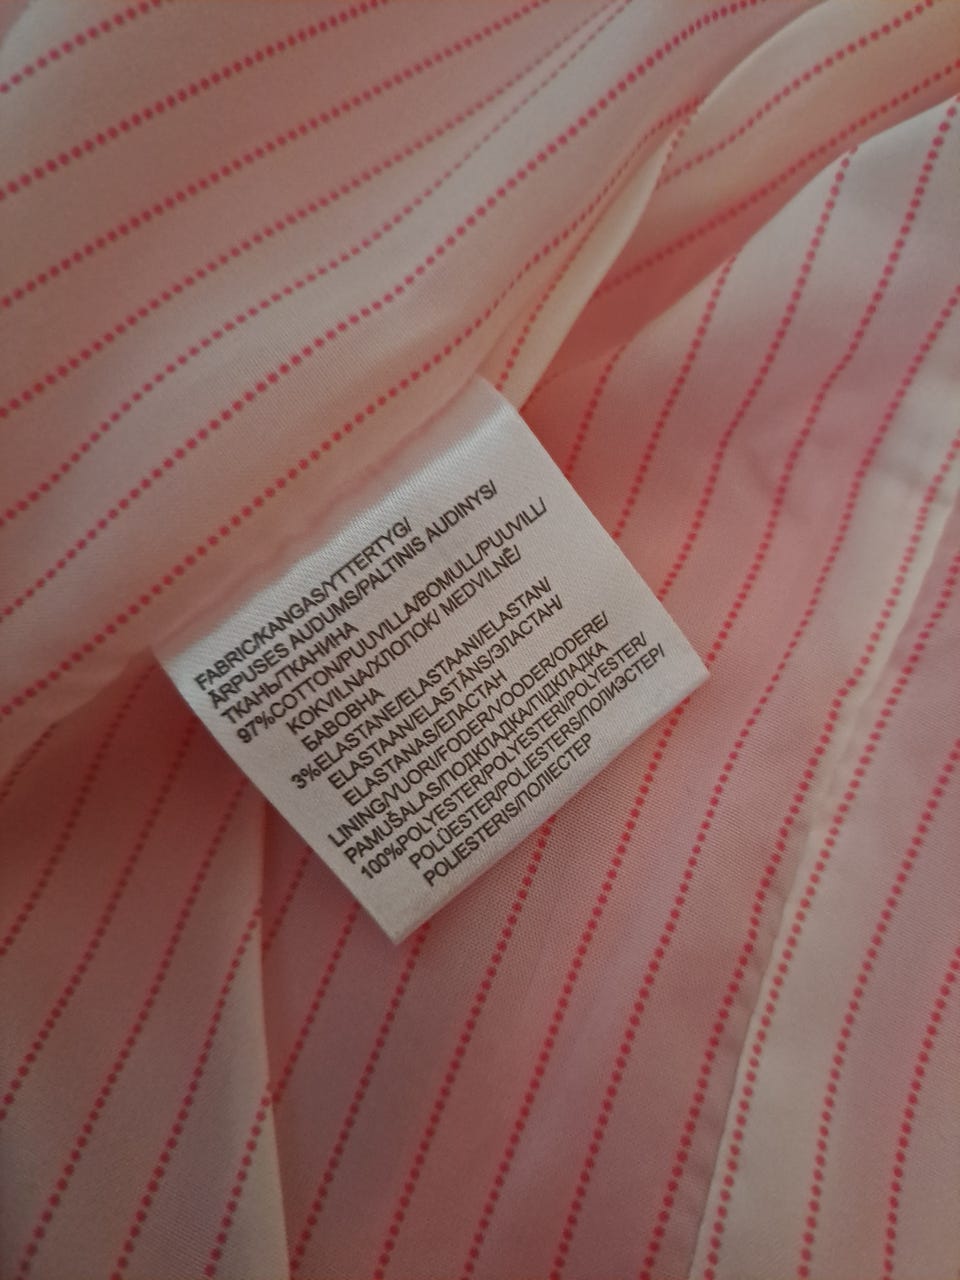 FABRIC/KANGAS/YTTERTYG/
ĀRPUSES AUDUMS/PALTINIS AUDINYS/
ТКАНЬ/ТКАНИНА
97%COTTON/PUUVILLA/BOMULL/PUUVILL/
KOKVILNA/ХЛОПОК/ MEDVILNĖ/
БАВОВНА
3%ELASTANE/ELASTAANI/ELASTAN/
ELASTAAN/ELASTĀNS/ЭЛАСТАН/
ELASTANAS/ЕЛАСТАН
LINING/VUORI/FODER/VOODER/ODERE/
PAMUŠALAS/ПОДКЛАДКА/ПІДКЛАДКА
100%POLYESTER/POLYESTERI/POLYESTER/
POLÜESTER/POLIESTERS/ПОЛИЭСТЕР/
POLIESTERIS/ПОЛІЕСТЕР